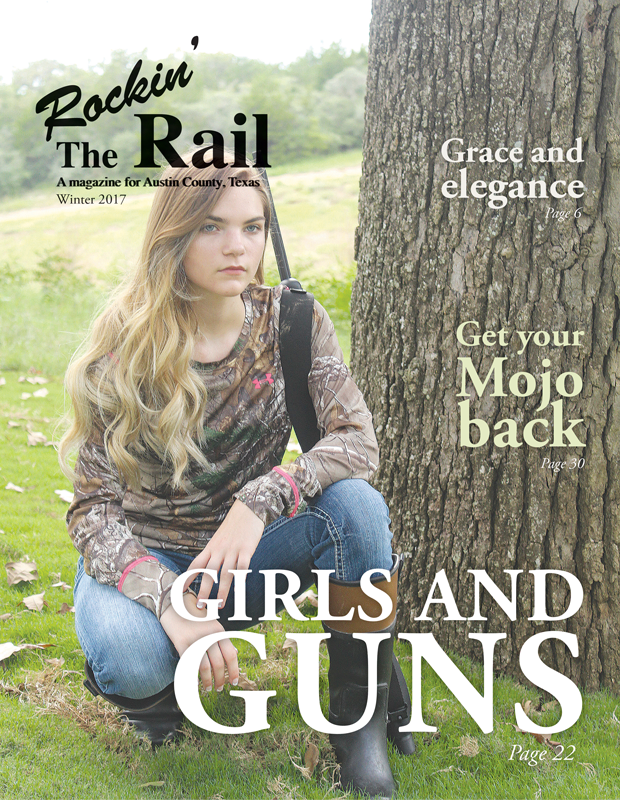 Rockin'
The Rail
A magazine for Austin County, Texas
Winter 2017
Grace and
elegance
Page 6
Get your
Mojo
back
Page 30
GIRLS AND
GUNS
Page 22